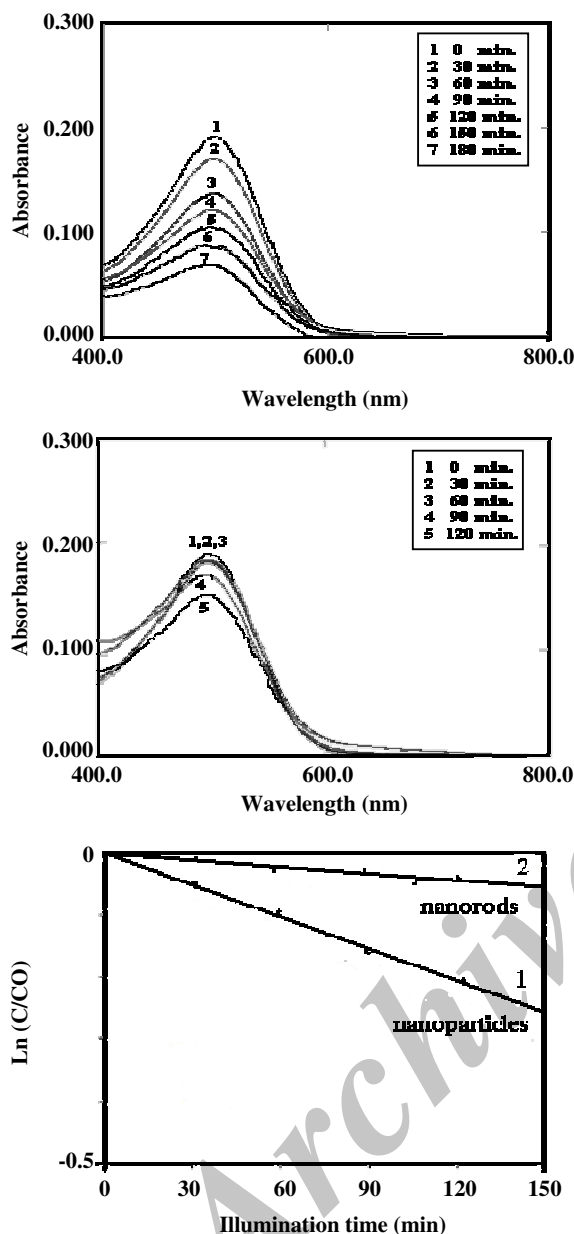 0.300
1 0 min.
2 30 min.
3 60 min.
4 90 min.
5 120 min.
6 150 min.
7 180 min.
0.200
0.100
0.000
1
2
3
4
5
6
7
Absorbance
400.0 600.0 800.0
Wavelength (nm)
0.300
1 0 min.
2 30 min.
3 60 min.
4 90 min.
5 120 min.
0.200
0.100
0.000
1,2,3
4
5
Absorbance
400.0 600.0 800.0
Wavelength (nm)
0
2
nanorods
1
nanoparticles
Ln (C/CO)
-0.5
0 30 60 90 120 150
Illumination time (min)
Archive